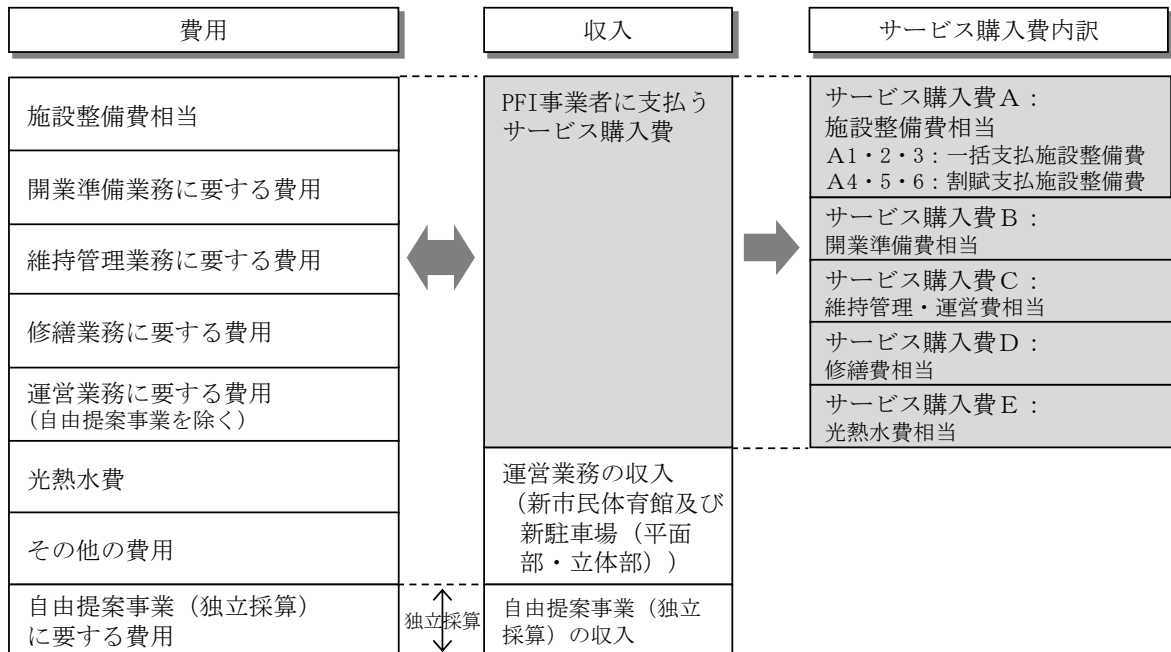 費用
施設整備費相当
開業準備業務に要する費用
維持管理業務に要する費用
修繕業務に要する費用
運営業務に要する費用
(自由提案事業を除く)
光熱水費
その他の費用
自由提案事業（独立採算）
に要する費用
独立採算
収入
PFI事業者に支払う
サービス購入費
運営業務の収入
（新市民体育館及び
新駐車場（平面
部・立体部））
自由提案事業（独立
採算）の収入
サービス購入費内訳
サービス購入費Ａ：
施設整備費相当
Ａ1・2・3：一括支払施設整備費
Ａ4・5・6：割賦支払施設整備費
サービス購入費Ｂ：
開業準備費相当
サービス購入費Ｃ：
維持管理・運営費相当
サービス購入費Ｄ：
修繕費相当
サービス購入費Ｅ：
光熱水費相当